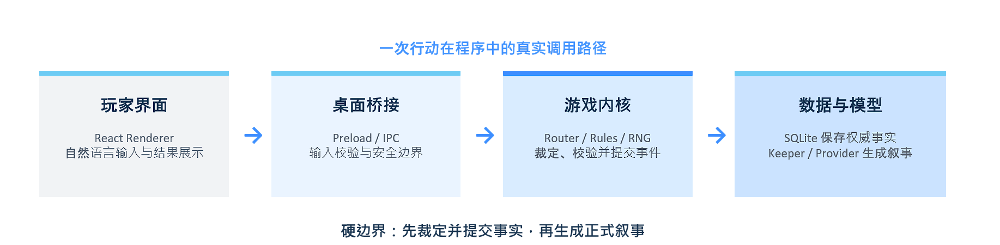 一次行动在程序中的真实调用路径
玩家界面
React Renderer
自然语言输入与结果展示
桌面桥接
Preload / IPC
输入校验与安全边界
游戏内核
Router / Rules / RNG
裁定、校验并提交事件
数据与模型
SQLite 保存权威事实
Keeper / Provider 生成叙事
硬边界：先裁定并提交事实，再生成正式叙事